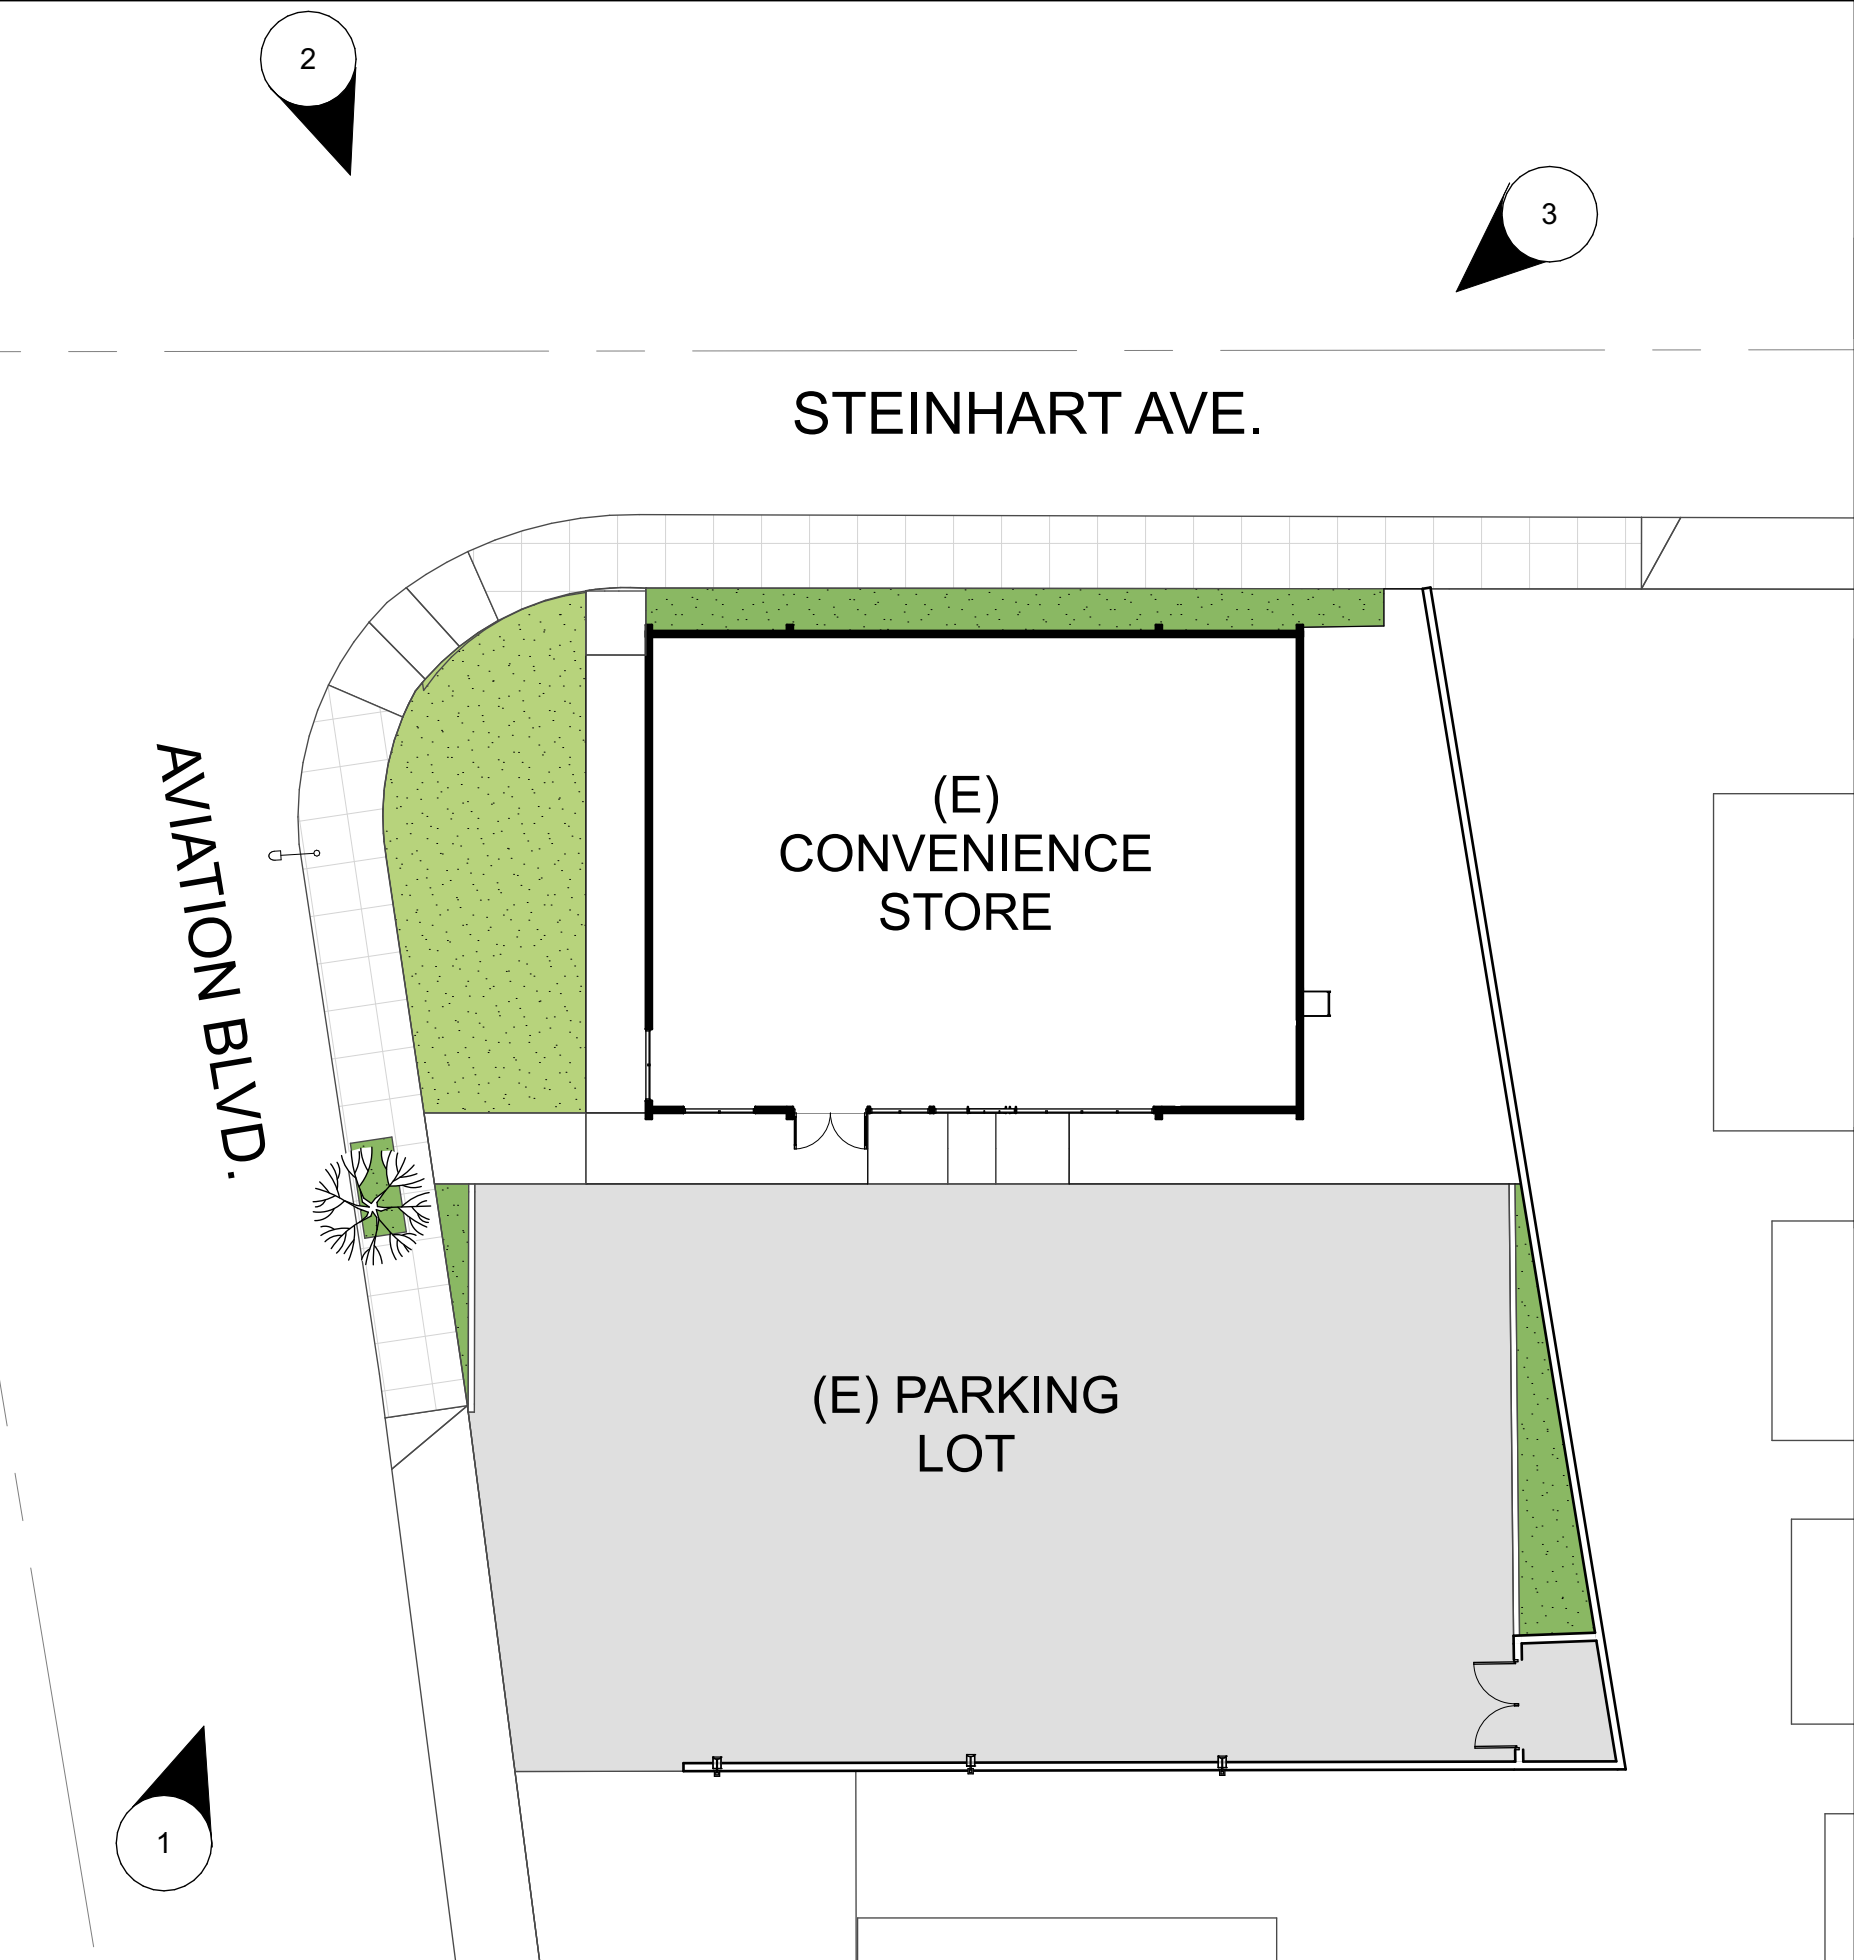 2
3
STEINHART AVE.
AVIATION BLVD.
(E)
CONVENIENCE
STORE
(E) PARKING
LOT
1